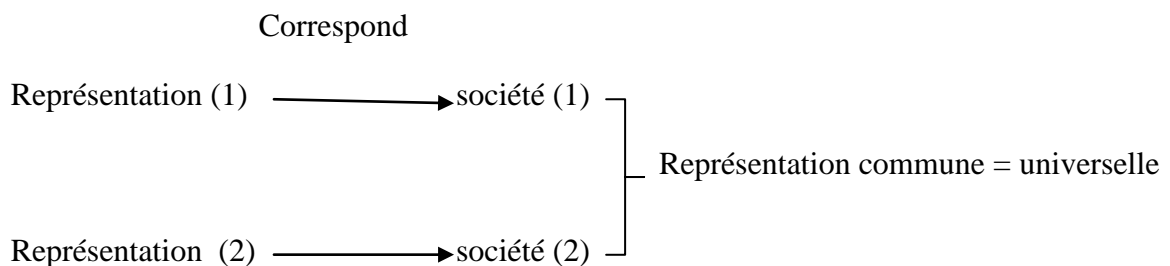 Correspond
Représentation (1) société (1)
Représentation commune = universelle
Représentation (2) société (2)